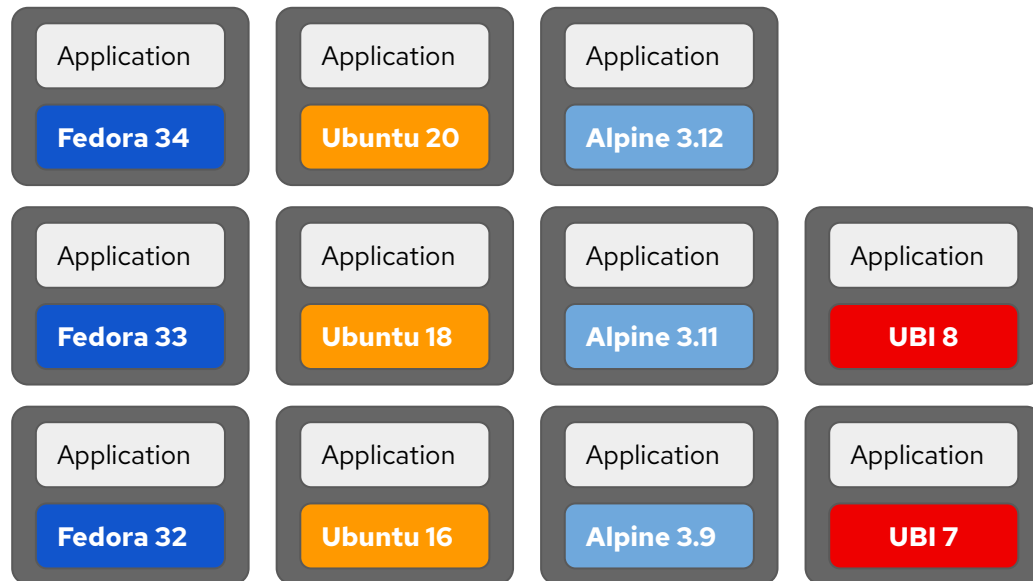 Application Application Application
Fedora 34 Ubuntu 20 Alpine 3.12
Application Application Application Application
Fedora 33 Ubuntu 18 Alpine 3.11 UBI 8
Application Application Application Application
Fedora 32 Ubuntu 16 Alpine 3.9 UBI 7